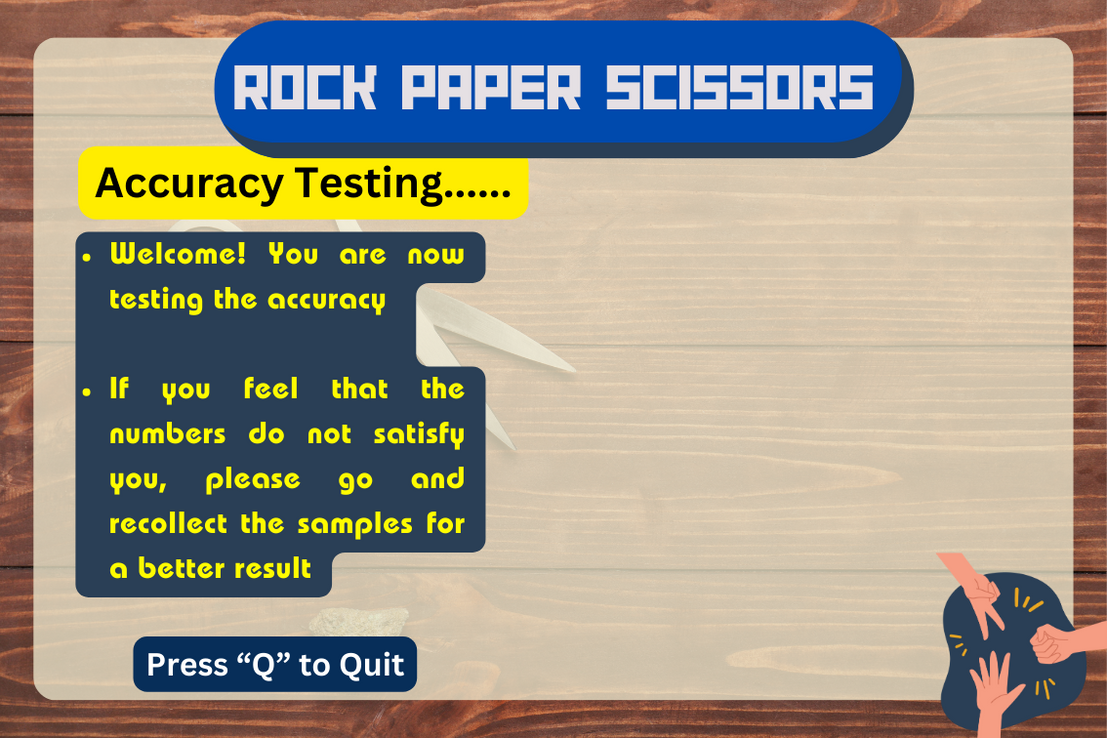 ROCK PAPER SCISSORS
Accuracy Testing......
• Welcome! You are now
testing the accuracy
• If you feel that the
numbers do not satisfy
you, please go and
recollect the samples for
a better result
Press “Q” to Quit